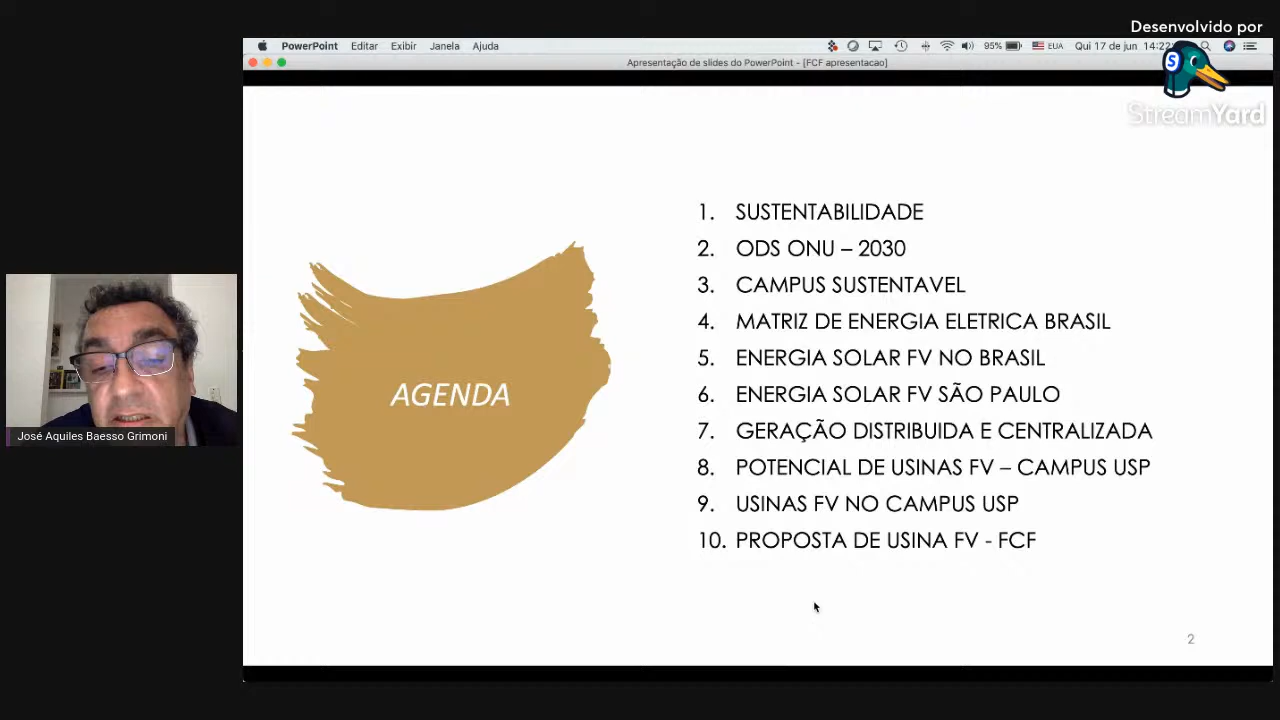 Desenvolvido por
StreamYard
PowerPoint Editar Exibir Janela Ajuda
95% EUA Qui 17 de jun 14:22
Apresentação de slides do PowerPoint - [FCF apresentacao]
AGENDA
1. SUSTENTABILIDADE
2. ODS ONU – 2030
3. CAMPUS SUSTENTAVEL
4. MATRIZ DE ENERGIA ELETRICA BRASIL
5. ENERGIA SOLAR FV NO BRASIL
6. ENERGIA SOLAR FV SÃO PAULO
7. GERAÇÃO DISTRIBUIDA E CENTRALIZADA
8. POTENCIAL DE USINAS FV – CAMPUS USP
9. USINAS FV NO CAMPUS USP
10. PROPOSTA DE USINA FV - FCF
2
José Aquiles Baesso Grimoni